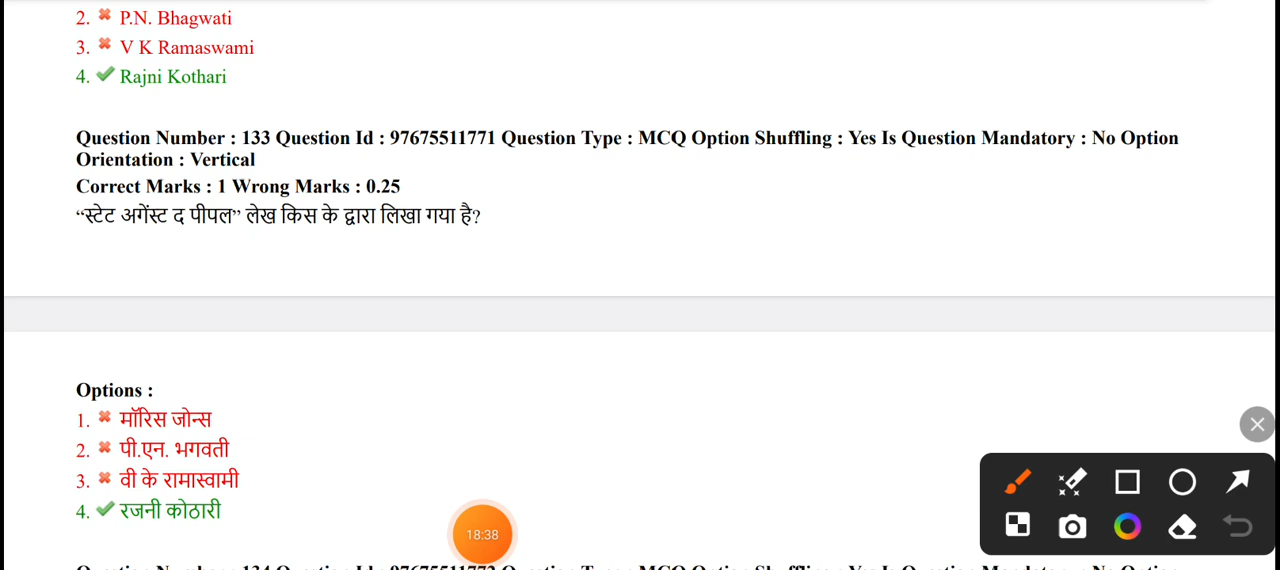 2. P.N. Bhagwati
3. V K Ramaswami
4. Rajni Kothari
Question Number : 133 Question Id : 97675511771 Question Type : MCQ Option Shuffling : Yes Is Question Mandatory : No Option
Orientation : Vertical
Correct Marks : 1 Wrong Marks : 0.25
“स्टेट अगेंस्ट द पीपल” लेख किस के द्वारा लिखा गया है?
Options :
1. मॉरिस जोन्स
2. पी.एन. भगवती
3. वी के रामास्वामी
4. रजनी कोठारी
18:38